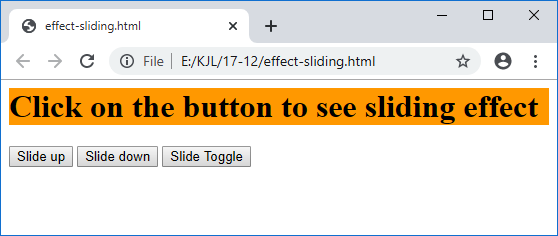 effect-sliding.html
File | E:/KJL/17-12/effect-sliding.html
Click on the button to see sliding effect
Slide up Slide down Slide Toggle